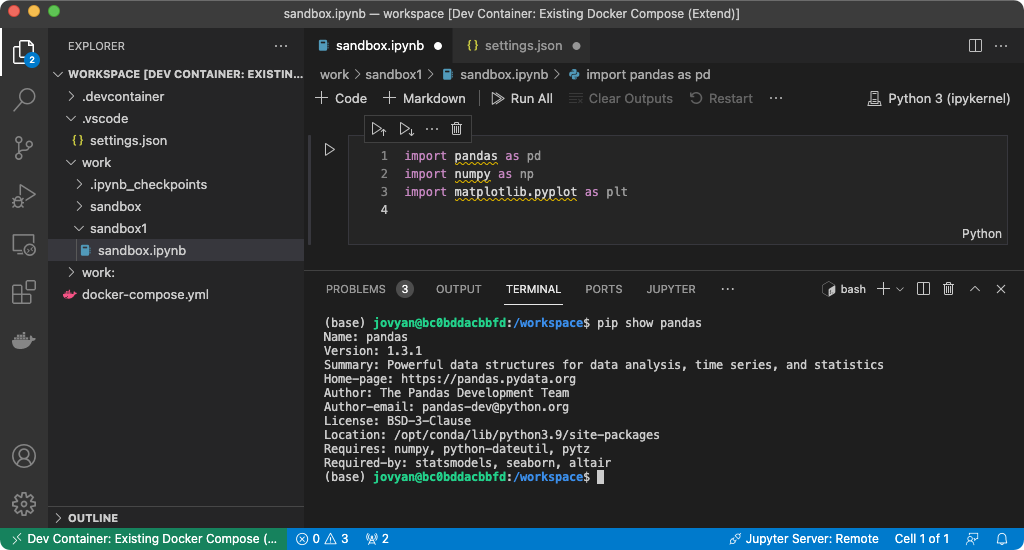 sandbox.ipynb — workspace [Dev Container: Existing Docker Compose (Extend)]
EXPLORER ···
sandbox.ipynb ● settings.json ●
WORKSPACE [DEV CONTAINER: EXISTIN...
work > sandbox1 > sandbox.ipynb > import pandas as pd
+ Code + Markdown Run All Clear Outputs Restart ··· Python 3 (ipykernel)
2
.devcontainer
.vscode
{} settings.json
work
.ipynb_checkpoints
sandbox
sandbox1
sandbox.ipynb
work:
docker-compose.yml
1 import pandas as pd
2 import numpy as np
3 import matplotlib.pyplot as plt
4
Python
PROBLEMS 3 OUTPUT TERMINAL PORTS JUPYTER ··· bash
(base) jovyan@bc0bddacbbfd:/workspace$ pip show pandas
Name: pandas
Version: 1.3.1
Summary: Powerful data structures for data analysis, time series, and statistics
Home-page: https://pandas.pydata.org
Author: The Pandas Development Team
Author-email: pandas-dev@python.org
License: BSD-3-Clause
Location: /opt/conda/lib/python3.9/site-packages
Requires: numpy, python-dateutil, pytz
Required-by: statsmodels, seaborn, altair
(base) jovyan@bc0bddacbbfd:/workspace$
OUTLINE
Dev Container: Existing Docker Compose (... 0 3 2 Jupyter Server: Remote Cell 1 of 1